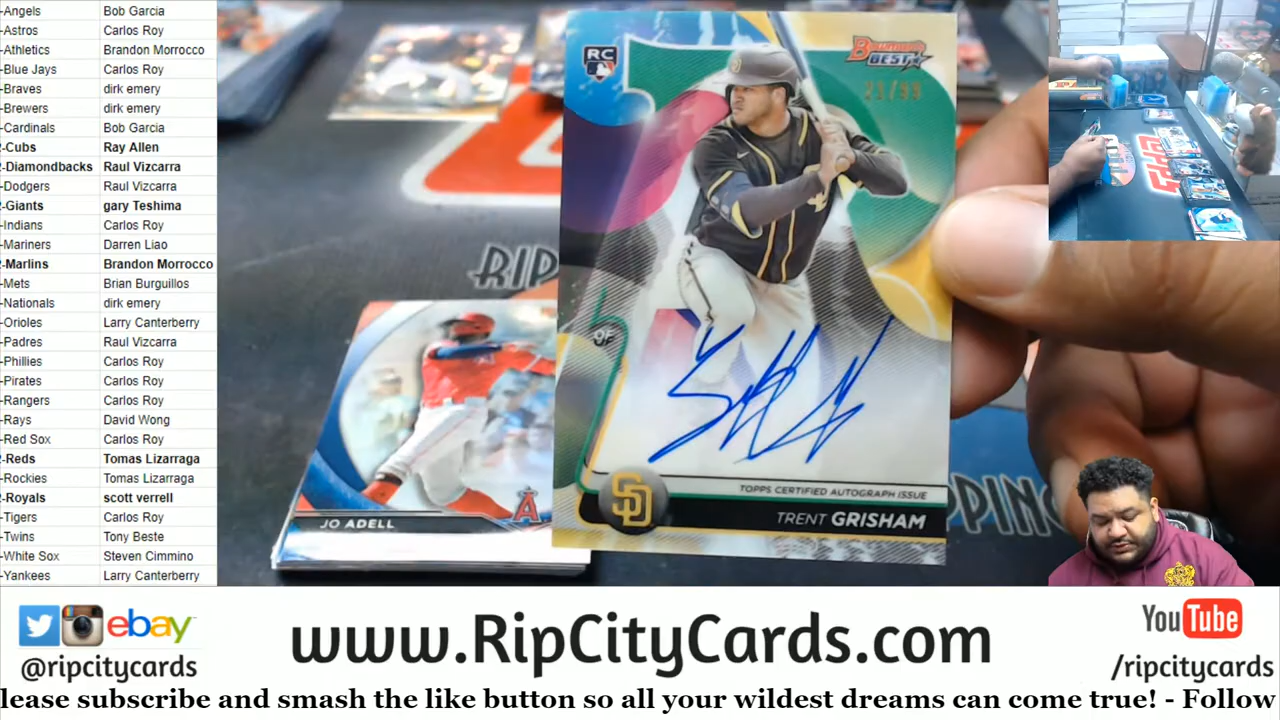 -Angels Bob Garcia
-Astros Carlos Roy
-Athletics Brandon Morrocco
-Blue Jays Carlos Roy
-Braves dirk emery
-Brewers dirk emery
-Cardinals Bob Garcia
-Cubs Ray Allen
-Diamondbacks Raul Vizcarra
-Dodgers Raul Vizcarra
-Giants gary Teshima
-Indians Carlos Roy
-Mariners Darren Liao
-Marlins Brandon Morrocco
-Mets Brian Burguillos
-Nationals dirk emery
-Orioles Larry Canterberry
-Padres Raul Vizcarra
-Phillies Carlos Roy
-Pirates Carlos Roy
-Rangers Carlos Roy
-Rays David Wong
-Red Sox Carlos Roy
-Reds Tomas Lizarraga
-Rockies Tomas Lizarraga
-Royals scott verrell
-Tigers Carlos Roy
-Twins Tony Beste
-White Sox Steven Cimmino
-Yankees Larry Canterberry
RC
BOWMAN'S
BEST
21/99
RIP
OF
SD
TOPPS CERTIFIED AUTOGRAPH ISSUE
TRENT GRISHAM
A
JO ADELL
PPING
ebay
@ripcitycards
www.RipCityCards.com
YouTube
/ripcitycards
lease subscribe and smash the like button so all your wildest dreams can come true! - Follow